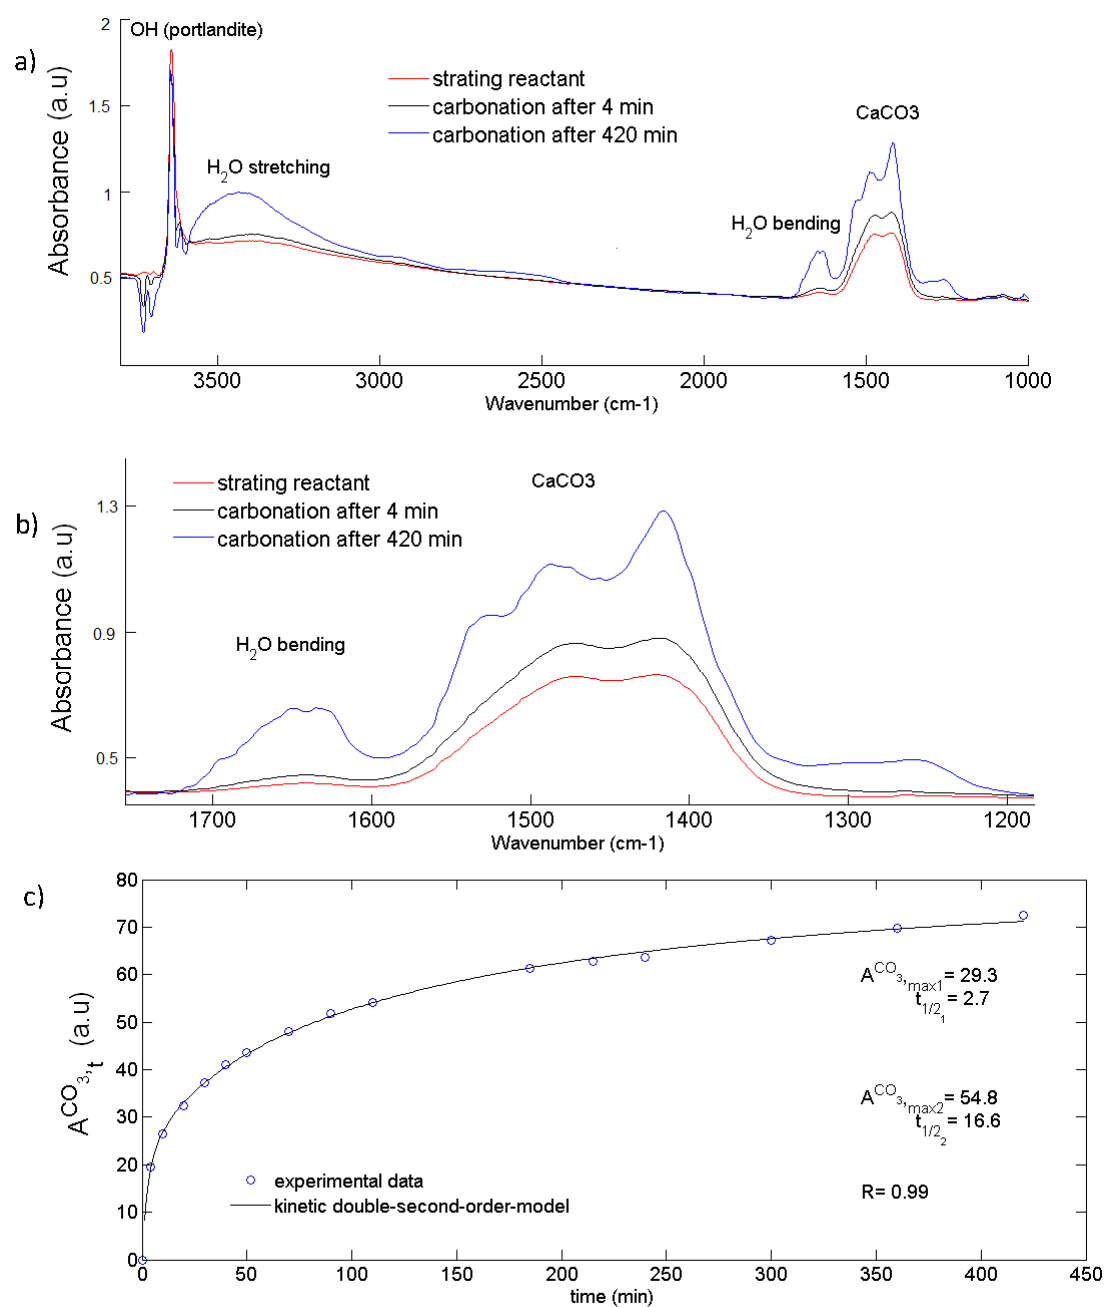 a)
OH (portlandite)
2
1.5
1
0.5
Absorbance (a.u)
strating reactant
carbonation after 4 min
carbonation after 420 min
H2O stretching
H2O bending
CaCO3
3500 3000 2500 2000 1500 1000
Wavenumber (cm-1)
b)
1.3
0.9
0.5
Absorbance (a.u)
strating reactant
carbonation after 4 min
carbonation after 420 min
CaCO3
H2O bending
1700 1600 1500 1400 1300 1200
Wavenumber (cm-1)
c)
80
70
60
50
40
30
20
10
0
A^CO3,t (a.u)
A^CO3,max1 = 29.3
t1/2_1 = 2.7
A^CO3,max2 = 54.8
t1/2_2 = 16.6
R= 0.99
experimental data
kinetic double-second-order-model
0 50 100 150 200 250 300 350 400 450
time (min)